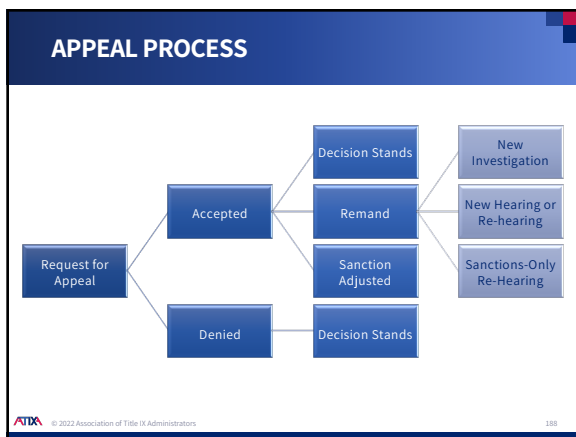 APPEAL PROCESS
Decision Stands
New
Investigation
Accepted
Remand
New Hearing or
Re-hearing
Request for
Appeal
Sanction
Adjusted
Sanctions-Only
Re-Hearing
Denied
Decision Stands
ATIXA
© 2022 Association of Title IX Administrators
188